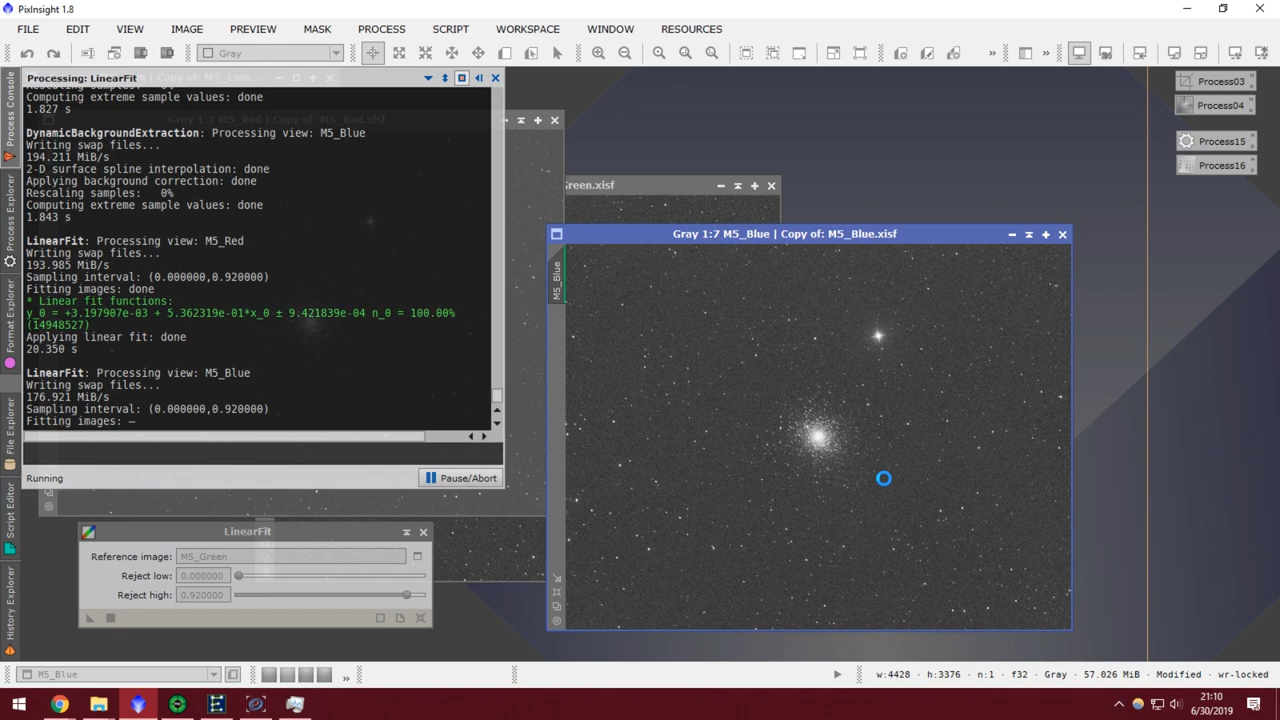 PixInsight 1.8
FILE EDIT VIEW IMAGE PREVIEW MASK PROCESS SCRIPT WORKSPACE WINDOW RESOURCES
Gray
Processing: LinearFit
Computing extreme sample values: done
1.827 s
DynamicBackgroundExtraction: Processing view: M5_Blue
Writing swap files...
194.211 MiB/s
2-D surface spline interpolation: done
Applying background correction: done
Rescaling samples: 0%
Computing extreme sample values: done
1.843 s
LinearFit: Processing view: M5_Red
Writing swap files...
193.985 MiB/s
Sampling interval: (0.000000,0.920000)
Fitting images: done
* Linear fit functions:
y_0 = +3.197907e-03 + 5.362319e-01*x_0 ± 9.421839e-04 n_0 = 100.00%
(14948527)
Applying linear fit: done
20.350 s
LinearFit: Processing view: M5_Blue
Writing swap files...
176.921 MiB/s
Sampling interval: (0.000000,0.920000)
Fitting images: —
Running
Pause/Abort
Process Console
Process Explorer
Format Explorer
File Explorer
Script Editor
History Explorer
Gray 1:7 M5_Red | Copy of: M5_Red.xisf
Green.xisf
Gray 1:7 M5_Blue | Copy of: M5_Blue.xisf
M5_Blue
Process03
Process04
Process15
Process16
LinearFit
Reference image: M5_Green
Reject low: 0.000000
Reject high: 0.920000
M5_Blue
w:4428 · h:3376 · n:1 · f32 · Gray · 57.026 MiB · Modified · wr-locked
21:10
6/30/2019